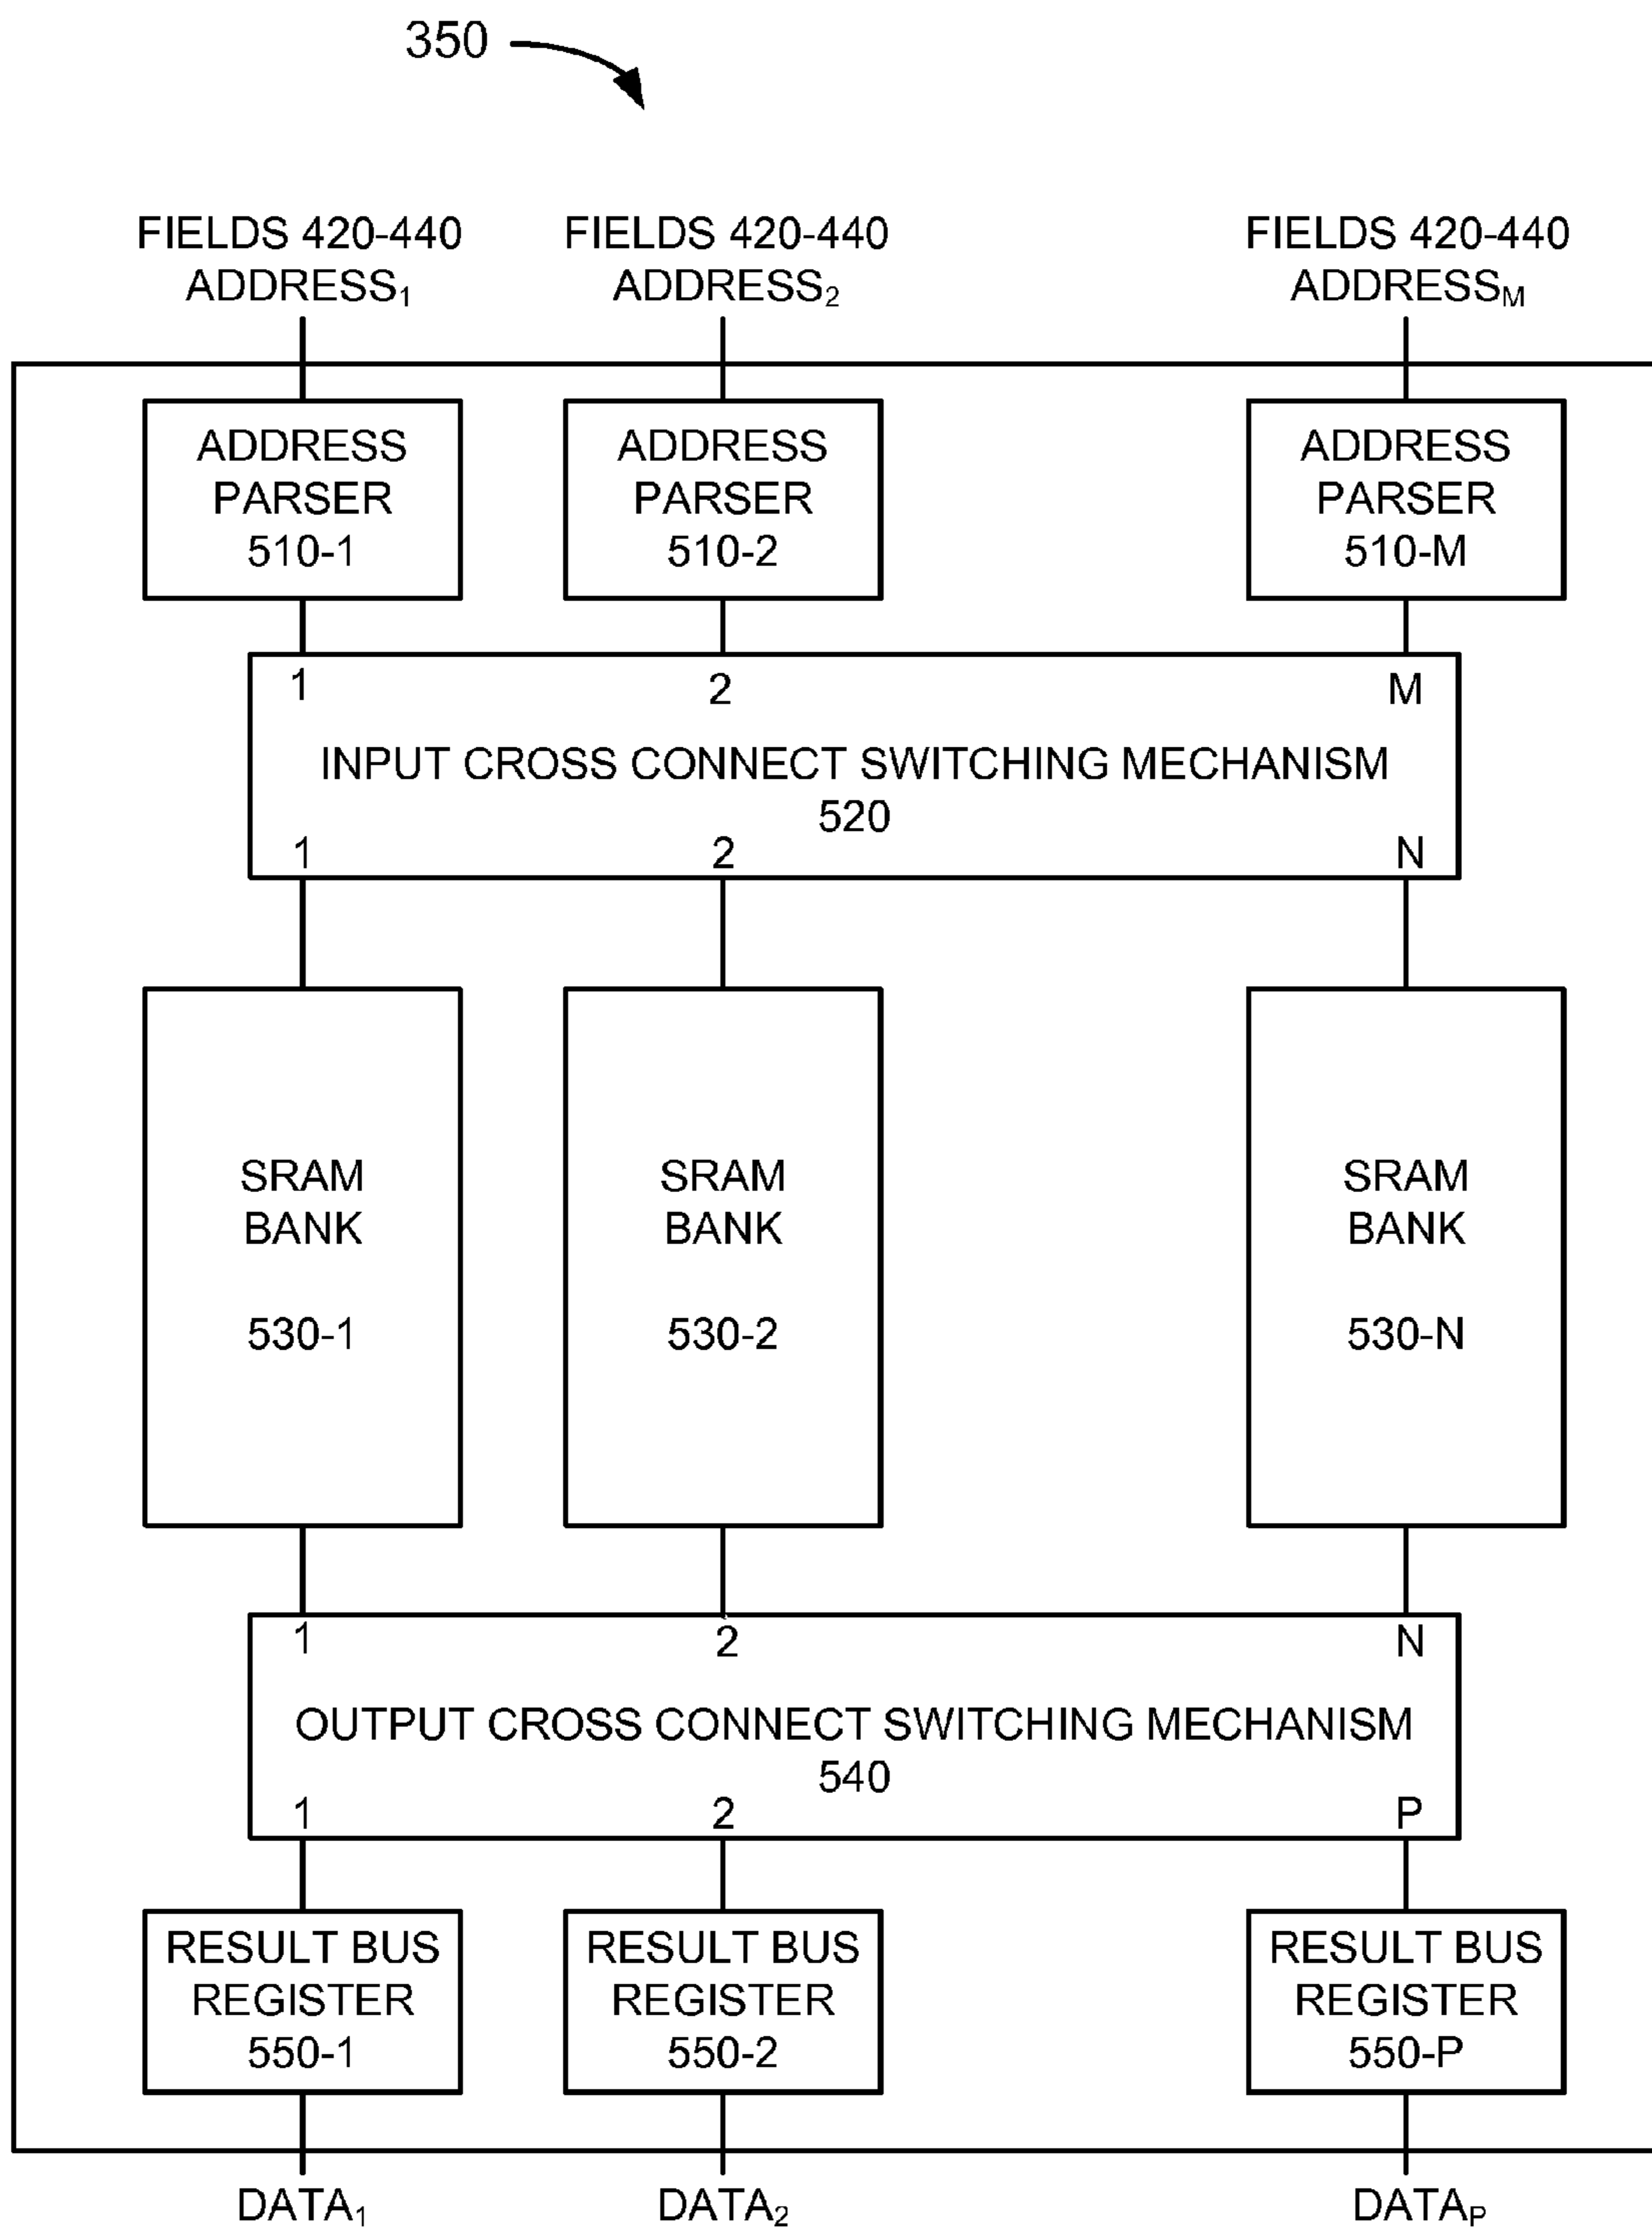 350
FIELDS 420-440 FIELDS 420-440 FIELDS 420-440
ADDRESS₁ ADDRESS₂ ADDRESSM
ADDRESS ADDRESS ADDRESS
PARSER PARSER PARSER
510-1 510-2 510-M
1 2 M
INPUT CROSS CONNECT SWITCHING MECHANISM
520
1 2 N
SRAM SRAM SRAM
BANK BANK BANK
530-1 530-2 530-N
1 2 N
OUTPUT CROSS CONNECT SWITCHING MECHANISM
540
1 2 P
RESULT BUS RESULT BUS RESULT BUS
REGISTER REGISTER REGISTER
550-1 550-2 550-P
DATA₁ DATA₂ DATAP